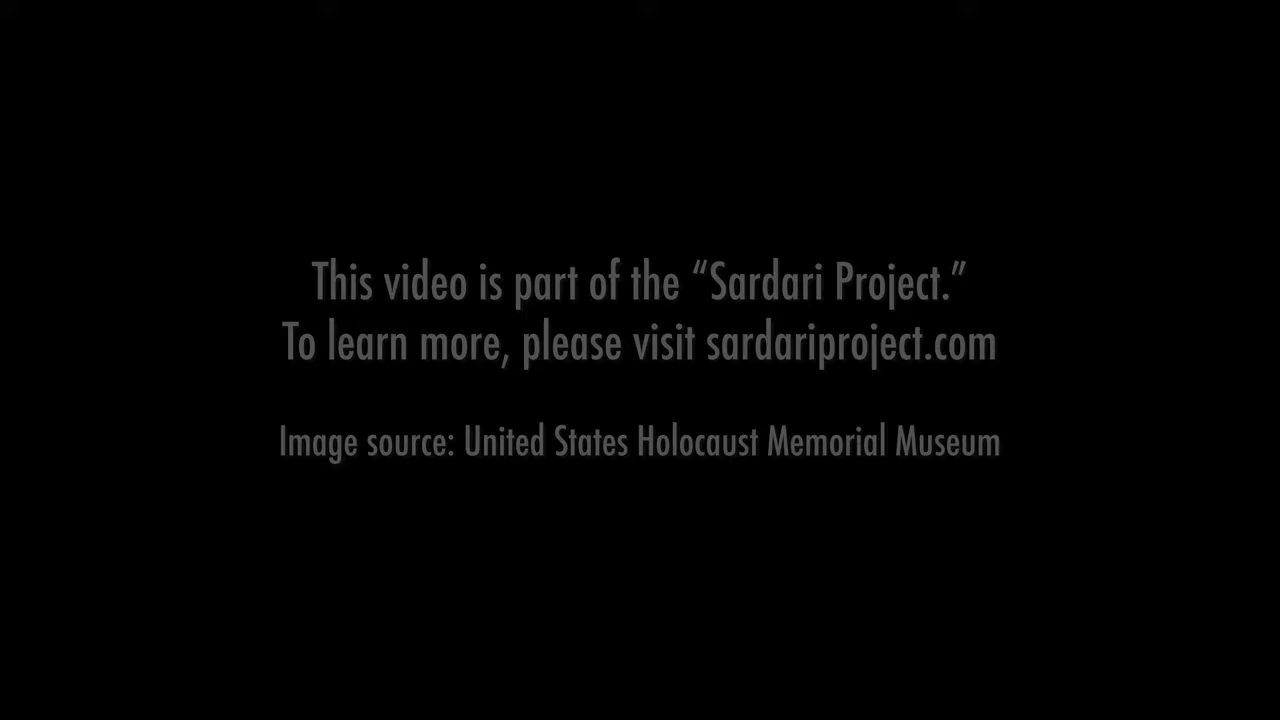 This video is part of the “Sardari Project.”
To learn more, please visit sardariproject.com
Image source: United States Holocaust Memorial Museum